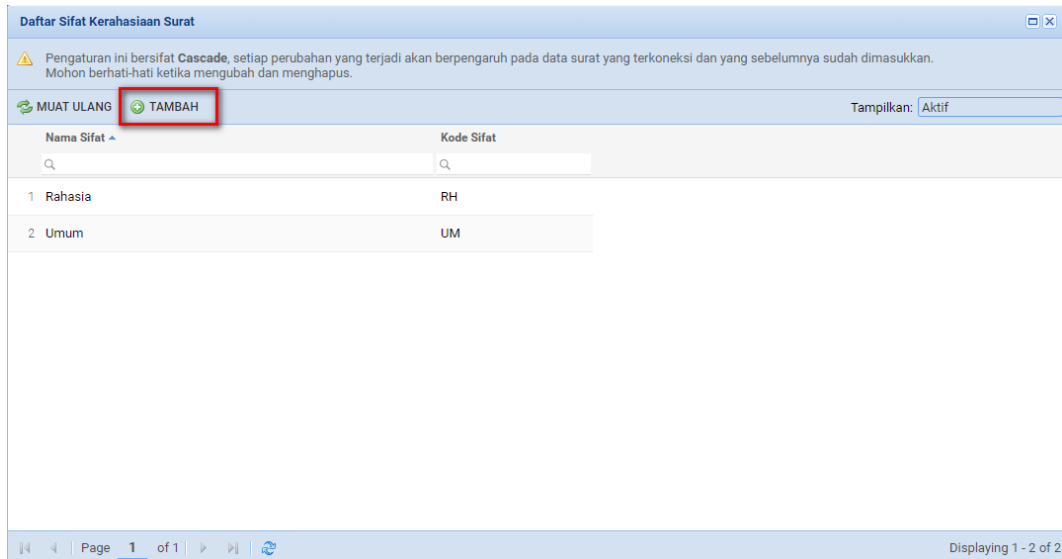 Daftar Sifat Kerahasiaan Surat
Pengaturan ini bersifat Cascade, setiap perubahan yang terjadi akan berpengaruh pada data surat yang terkoneksi dan yang sebelumnya sudah dimasukkan.
Mohon berhati-hati ketika mengubah dan menghapus.
MUAT ULANG TAMBAH Tampilkan: Aktif
Nama Sifat Kode Sifat
1 Rahasia RH
2 Umum UM
Page 1 of 1 Displaying 1 - 2 of 2